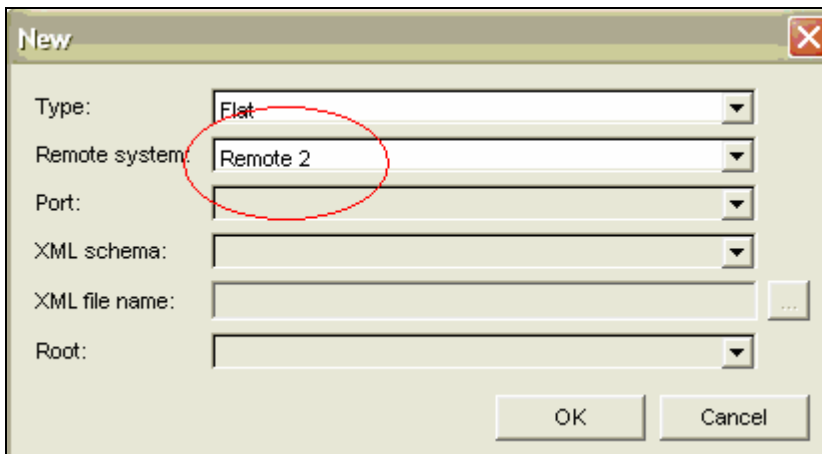 New
Type: Flat
Remote system: Remote 2
Port:
XML schema:
XML file name: ...
Root:
OK Cancel